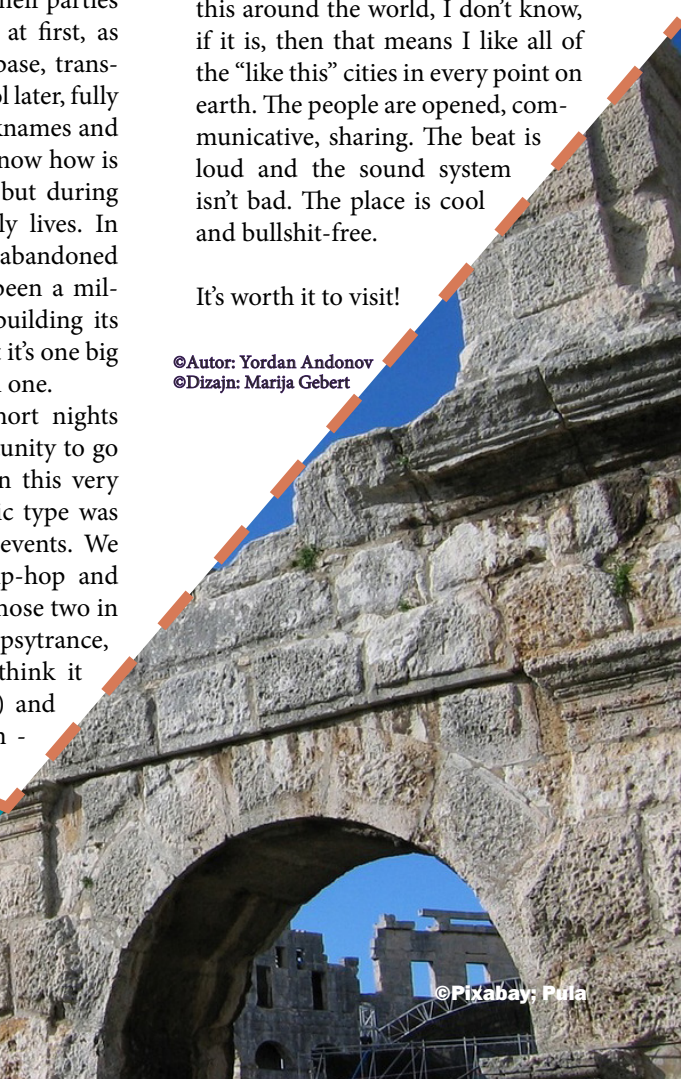 parties
at first, as
base, trans-
later, fully
knames and
now how is
but during
ly lives. In
abandoned
been a mil-
building its
it's one big
one.
hort nights
unity to go
n this very
ic type was
events. We
p-hop and
hose two in
psytrance,
think it
) and
n -
this around the world, I don't know,
if it is, then that means I like all of
the “like this” cities in every point on
earth. The people are opened, com-
municative, sharing. The beat is
loud and the sound system
isn't bad. The place is cool
and bullshit-free.
It's worth it to visit!
©Autor: Yordan Andonov
©Dizajn: Marija Gebert
©Pixabay; Pula